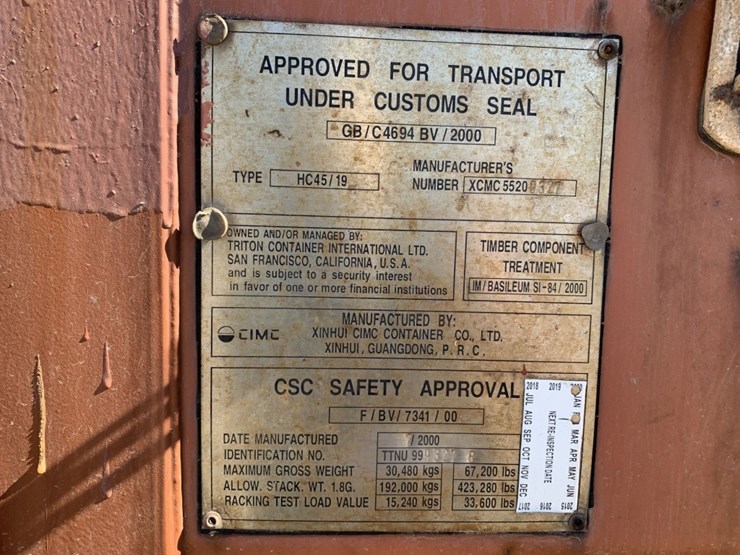 APPROVED FOR TRANSPORT
UNDER CUSTOMS SEAL
GB/C4694 BV/2000
TYPE HC45/19
MANUFACTURER'S
NUMBER XCMC 5520
OWNED AND/OR MANAGED BY:
TRITON CONTAINER INTERNATIONAL LTD.
SAN FRANCISCO, CALIFORNIA, U.S.A.
and is subject to a security interest
in favor of one or more financial institutions
TIMBER COMPONENT
TREATMENT
IM/BASILEUM SI-84/2000
CIMC
MANUFACTURED BY:
XINHUI CIMC CONTAINER CO., LTD.
XINHUI, GUANGDONG, P.R.C.
CSC SAFETY APPROVAL
F/BV/7341/00
DATE MANUFACTURED /2000
IDENTIFICATION NO. TTNU 99
MAXIMUM GROSS WEIGHT 30,480 kgs 67,200 lbs
ALLOW. STACK. WT. 1.8G. 192,000 kgs 423,280 lbs
RACKING TEST LOAD VALUE 15,240 kgs 33,600 lbs
JAN MAR APR MAY JUN
2018 2019
NEXT RE-INSPECTION DATE
2017 2016 2015
JUL AUG SEP OCT NOV DEC